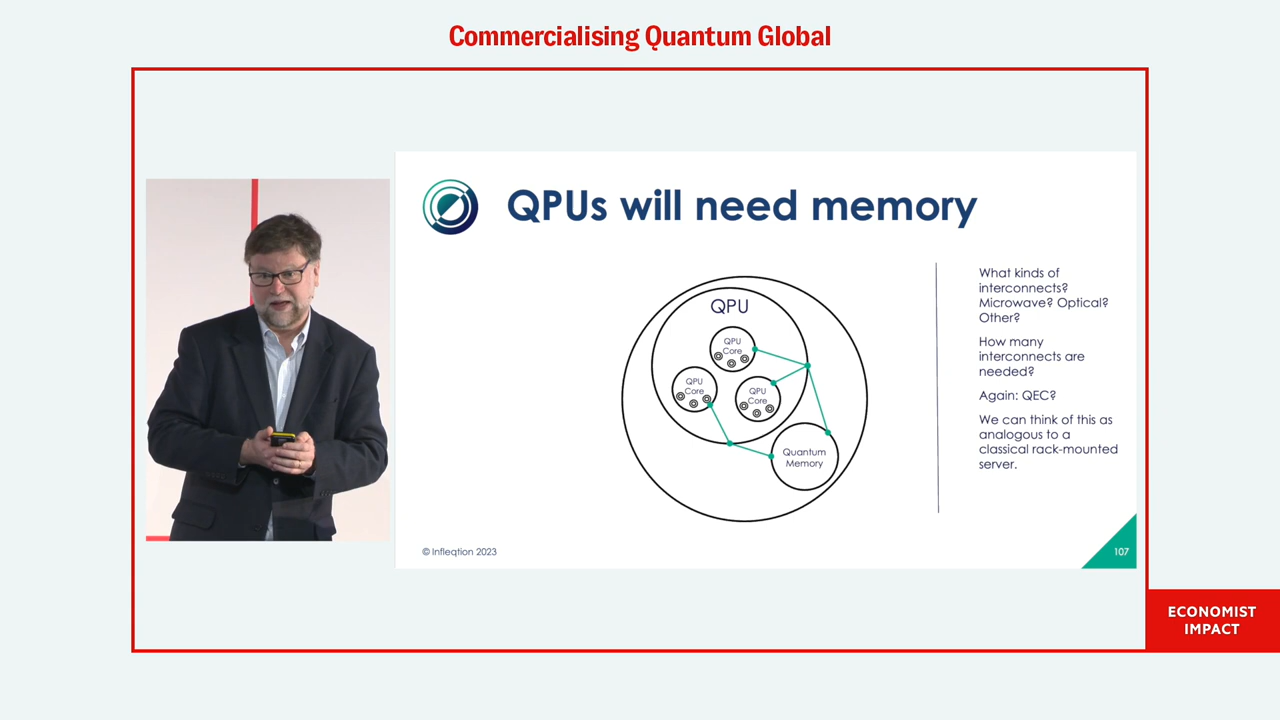 Commercialising Quantum Global
QPUs will need memory
QPU
QPU
Core
QPU
Core
QPU
Core
Quantum
Memory
What kinds of
interconnects?
Microwave? Optical?
Other?
How many
interconnects are
needed?
Again: QEC?
We can think of this as
analogous to a
classical rack-mounted
server.
© Infleqtion 2023
107
ECONOMIST
IMPACT